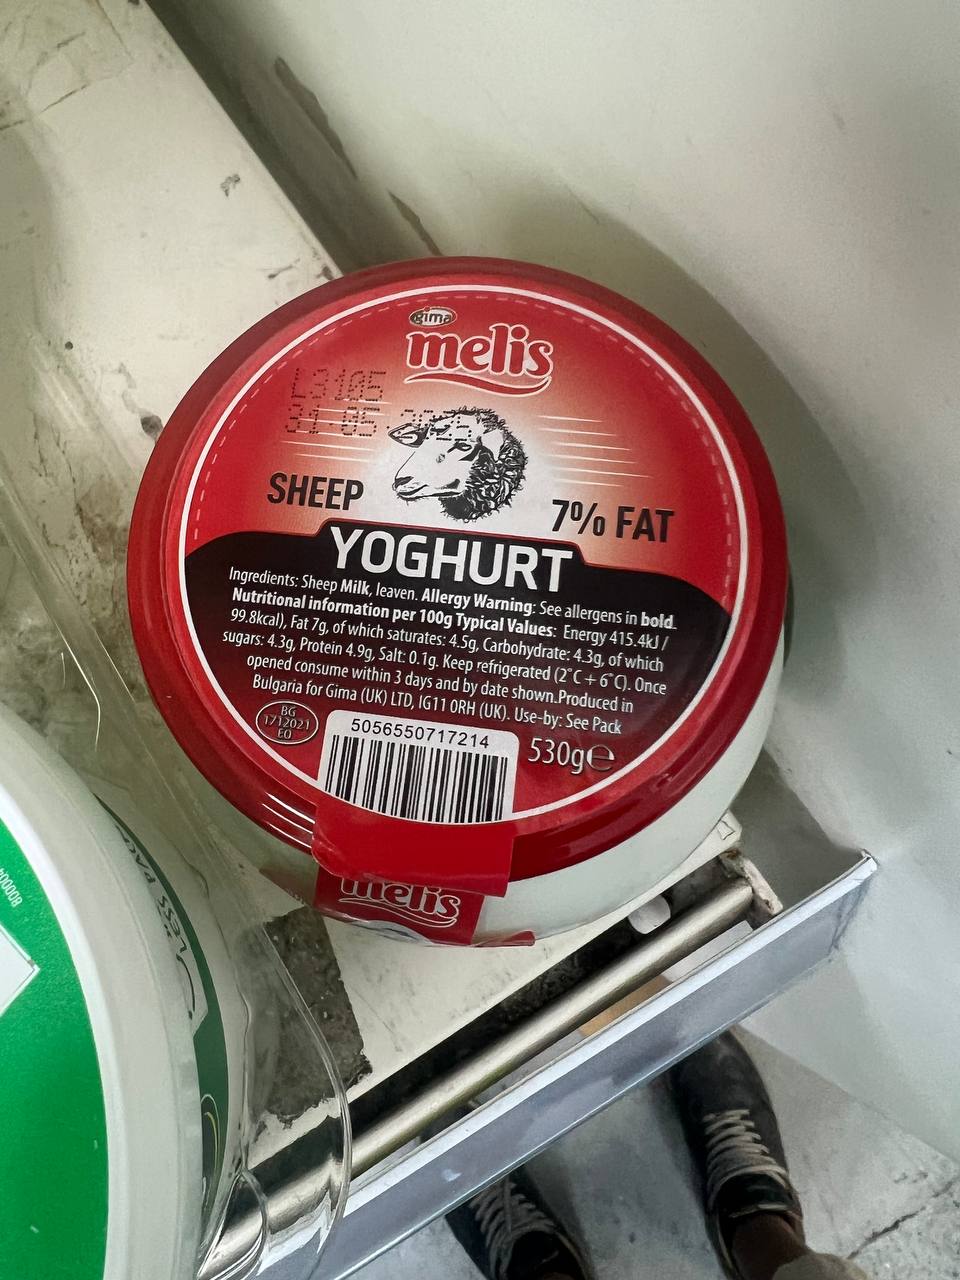 gima
melis
L3105
31.05.
SHEEP
7% FAT
YOGHURT
Ingredients: Sheep Milk, leaven. Allergy Warning: See allergens in bold.
Nutritional information per 100g Typical Values: Energy 415.4kJ /
99.8kcal), Fat 7g, of which saturates: 4.5g, Carbohydrate: 4.3g, of which
sugars: 4.3g, Protein 4.9g, Salt: 0.1g. Keep refrigerated (2°C + 6°C). Once
opened consume within 3 days and by date shown.Produced in
Bulgaria for Gima (UK) LTD, IG11 0RH (UK). Use-by: See Pack
BG
1712021
EO
5056550717214
530g℮
melis
LESS